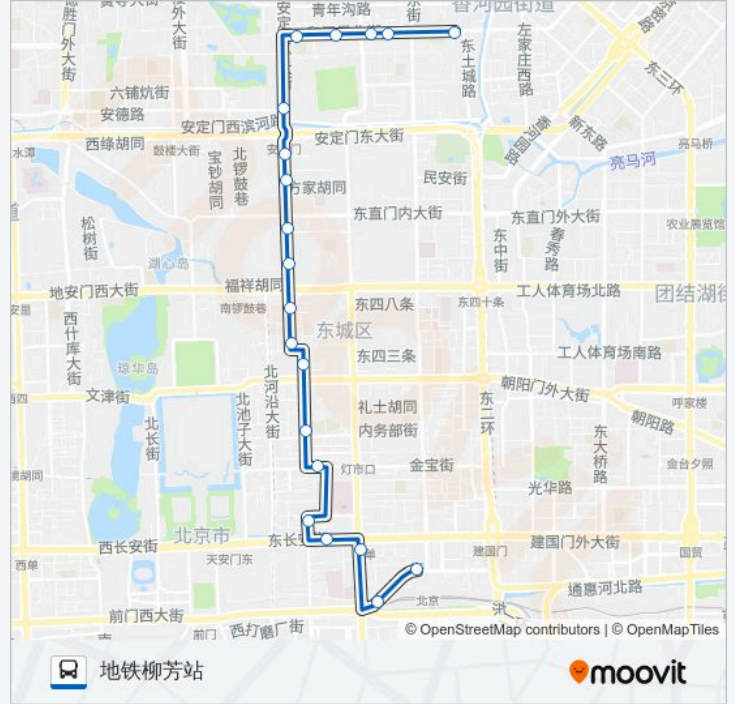 青年沟路
香河园街道
德胜门外大街
东土城路
左家庄西路
东三环
六铺炕街
安德路
安定门西滨河路
安定门东大街
西绦胡同
鼓楼大街
宝钞胡同
北锣鼓巷
香河园路
新东路
亮马桥
亮马河
方家胡同
民安街
东直门内大街
东直门外大街
农业展览馆
松树街
东中街
春秀路
湖心岛
地安门西大街
福祥胡同
南锣鼓巷
东四八条
东四十条
工人体育场北路
团结湖街
西什库大街
东城区
东四三条
工人体育场南路
琼华岛
文津街
北河沿大街
北池子大街
北长街
朝阳门外大街
朝阳路
呼家楼
东二环
礼士胡同
内务部街
东大桥路
灯市口
金宝街
金台夕照
光华路
北京市
西长安街
天安门东
东长安
建国门
建国门外大街
国贸
西单
通惠河北路
北京
前门西大街
前门
西打磨厂街
© OpenStreetMap contributors | © OpenMapTiles
地铁柳芳站
moovit